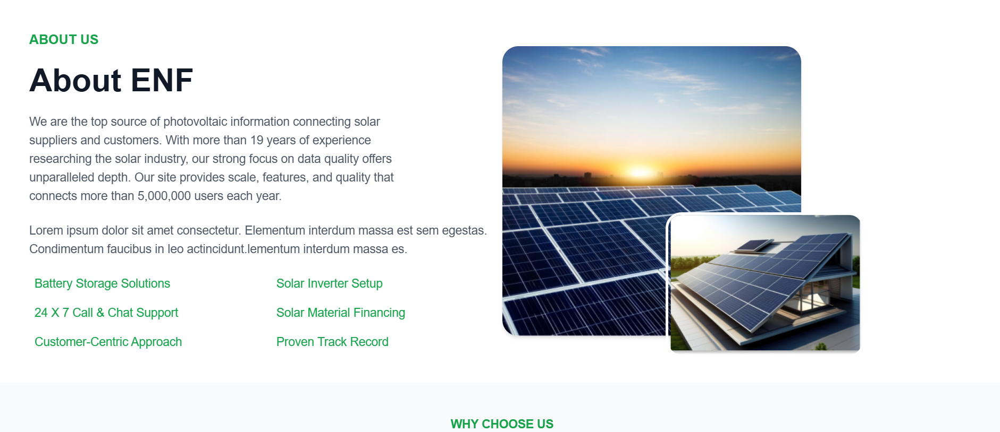 ABOUT US
About ENF
We are the top source of photovoltaic information connecting solar
suppliers and customers. With more than 19 years of experience
researching the solar industry, our strong focus on data quality offers
unparalleled depth. Our site provides scale, features, and quality that
connects more than 5,000,000 users each year.
Lorem ipsum dolor sit amet consectetur. Elementum interdum massa est sem egestas.
Condimentum faucibus in leo actincidunt.lementum interdum massa es.
Battery Storage Solutions
Solar Inverter Setup
24 X 7 Call & Chat Support
Solar Material Financing
Customer-Centric Approach
Proven Track Record
WHY CHOOSE US